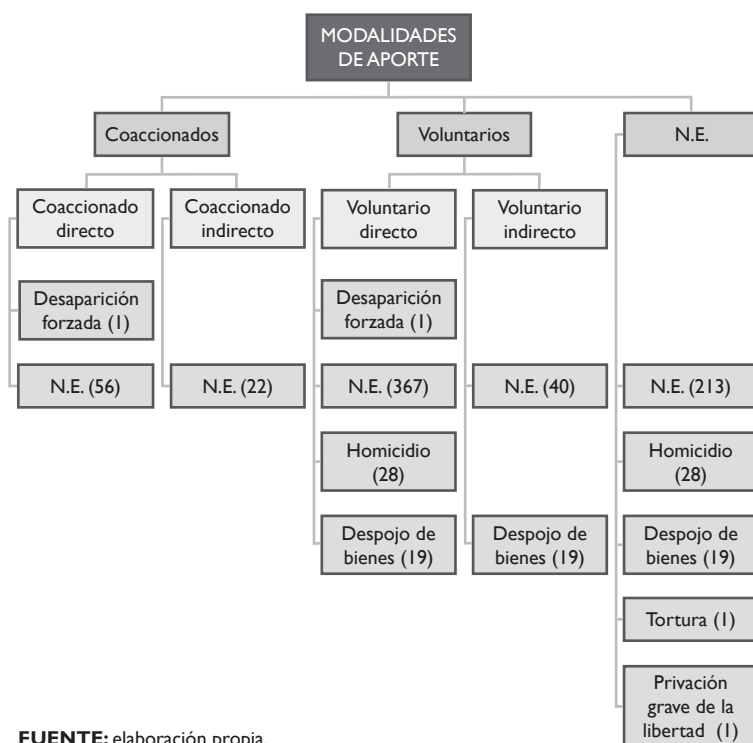 MODALIDADES
DE APORTE
Coaccionados
Voluntarios
N.E.
Coaccionado
directo
Coaccionado
indirecto
Voluntario
directo
Voluntario
indirecto
Desaparición
forzada (1)
Desaparición
forzada (1)
N.E. (56)
N.E. (22)
N.E. (367)
N.E. (40)
N.E. (213)
Homicidio
(28)
Homicidio
(28)
Despojo de
bienes (19)
Despojo de
bienes (19)
Despojo de
bienes (19)
Tortura (1)
Privación
grave de la
libertad (1)
FUENTE: elaboración propia.